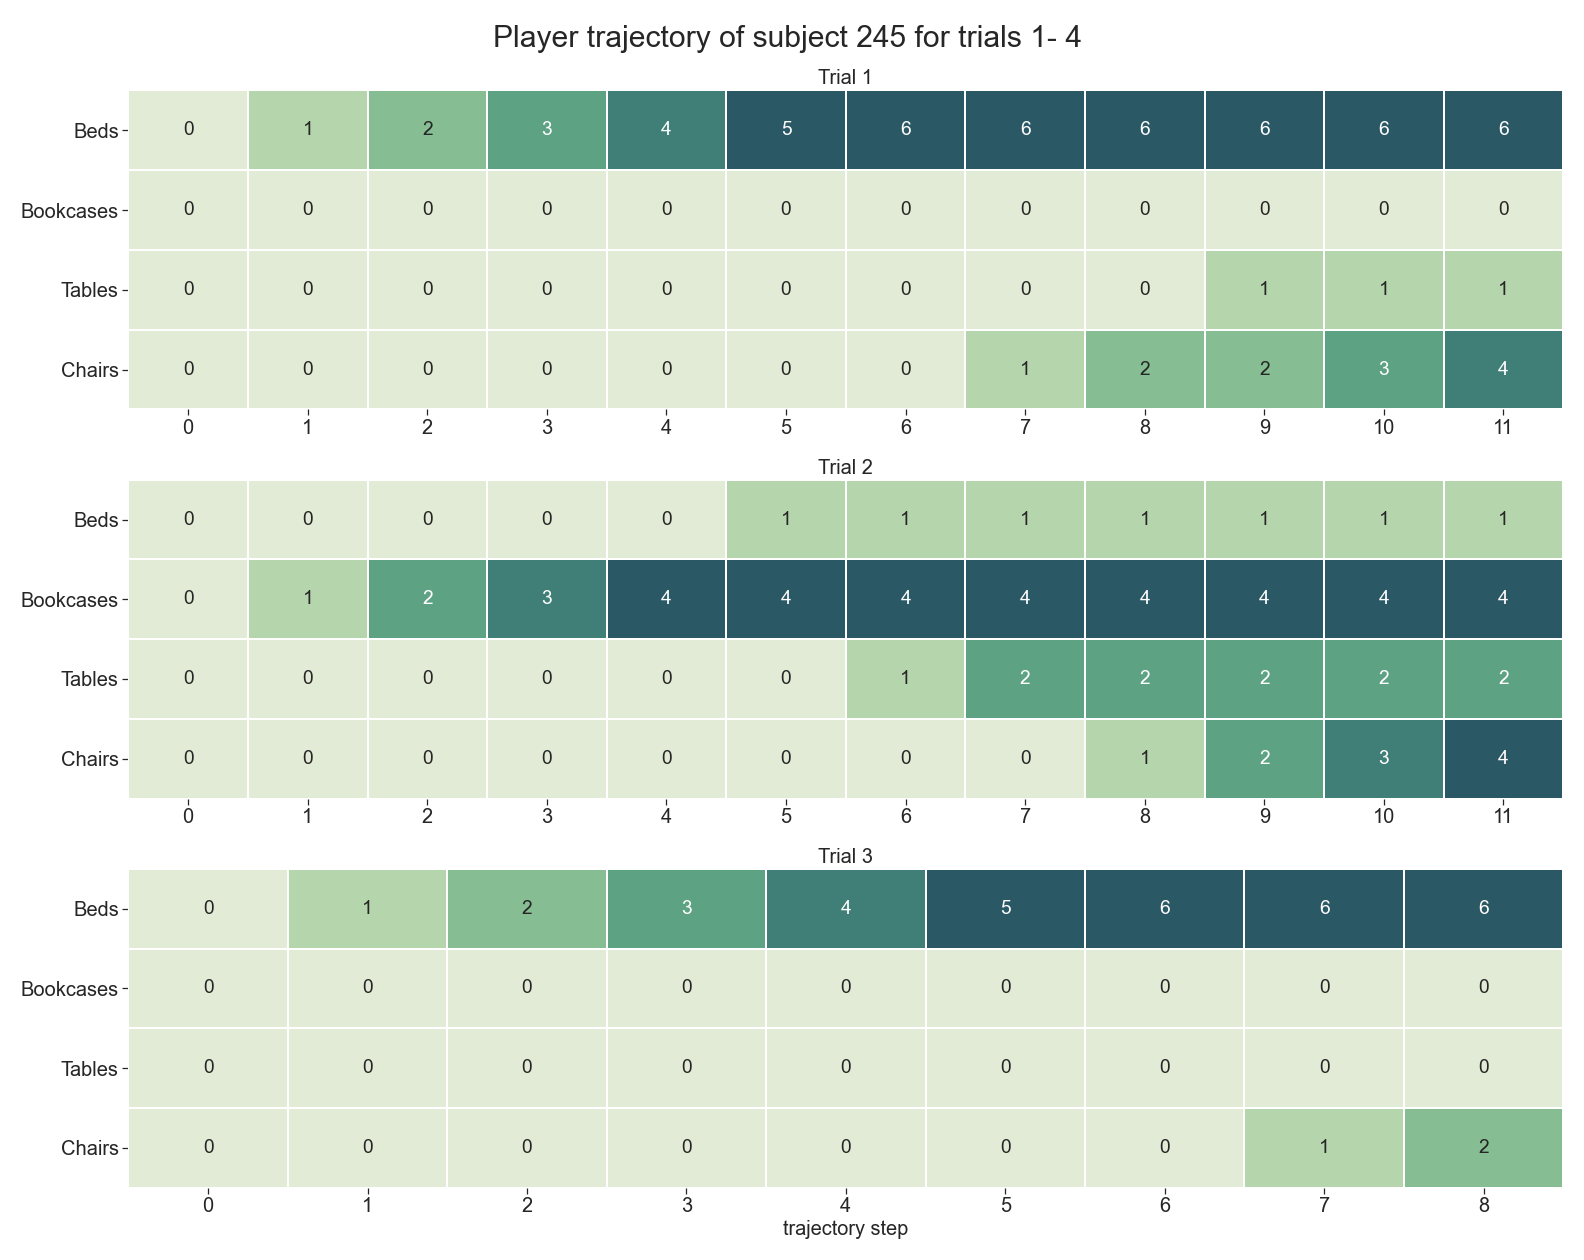 Player trajectory of subject 245 for trials 1- 4
Trial 1
Beds 0 1 2 3 4 5 6 6 6 6 6 6
Bookcases 0 0 0 0 0 0 0 0 0 0 0 0
Tables 0 0 0 0 0 0 0 0 0 1 1 1
Chairs 0 0 0 0 0 0 0 1 2 2 3 4
0 1 2 3 4 5 6 7 8 9 10 11
Trial 2
Beds 0 0 0 0 0 1 1 1 1 1 1 1
Bookcases 0 1 2 3 4 4 4 4 4 4 4 4
Tables 0 0 0 0 0 0 1 2 2 2 2 2
Chairs 0 0 0 0 0 0 0 0 1 2 3 4
0 1 2 3 4 5 6 7 8 9 10 11
Trial 3
Beds 0 1 2 3 4 5 6 6 6
Bookcases 0 0 0 0 0 0 0 0 0
Tables 0 0 0 0 0 0 0 0 0
Chairs 0 0 0 0 0 0 0 1 2
0 1 2 3 4 5 6 7 8
trajectory step